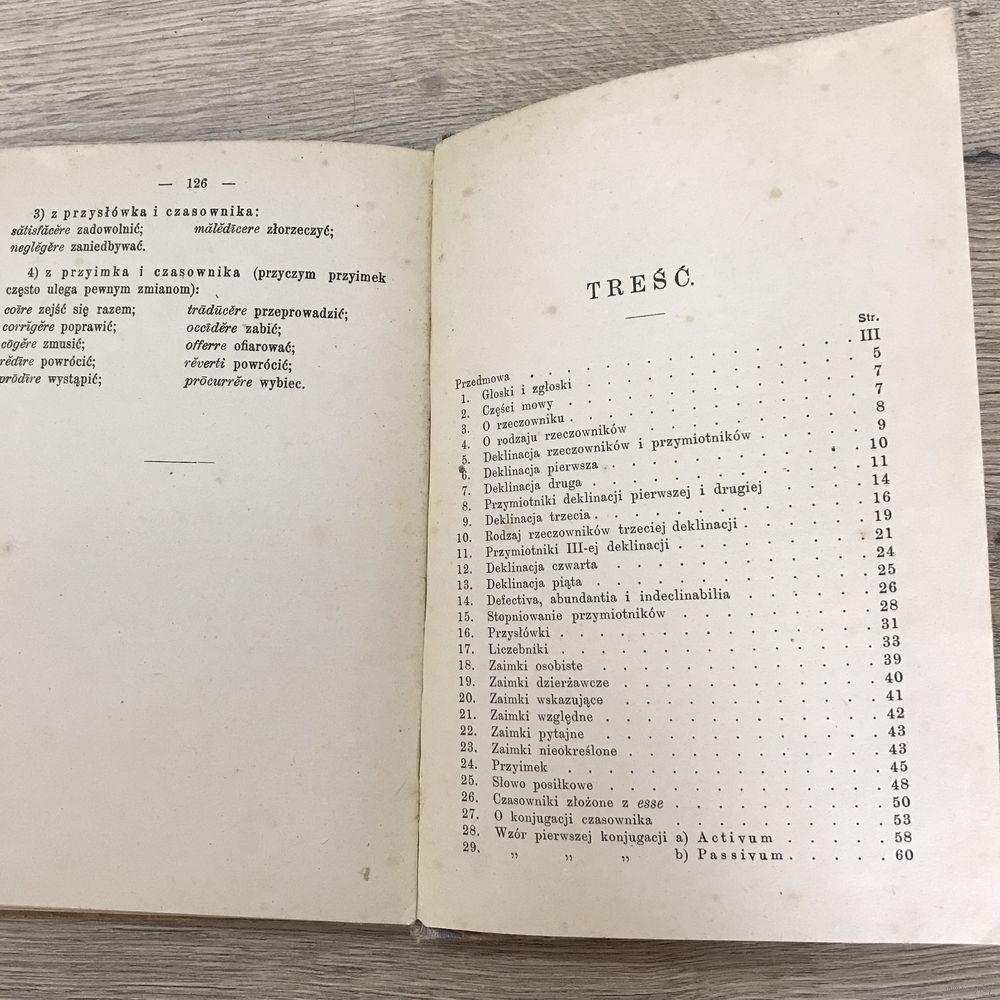 — 126 —
3) z przysłówka i czasownika:
sătisfăcĕre zadowolnić; mălĕdīcere złorzeczyć;
neglĕgĕre zaniedbywać.
4) z przyimka i czasownika (przyczym przyimek
często ulega pewnym zmianom):
coīre zejść się razem; trādūcĕre przeprowadzić;
corrĭgĕre poprawić; occīdĕre zabić;
cōgĕre zmusić; offerre ofiarować;
rĕdīre powrócić; rĕverti powrócić;
prōdīre wystąpić; prōcurrĕre wybiec.
TREŚĆ.
Str.
Przedmowa . . . . . . . . . . III
1. Głoski i zgłoski . . . . . . . . . . 5
2. Części mowy . . . . . . . . . . 7
3. O rzeczowniku . . . . . . . . . . 7
4. O rodzaju rzeczowników . . . . . . . . 8
5. Deklinacja rzeczowników i przymiotników . . . . 9
6. Deklinacja pierwsza . . . . . . . . . 10
7. Deklinacja druga . . . . . . . . . . 11
8. Przymiotniki deklinacji pierwszej i drugiej . . . . 14
9. Deklinacja trzecia . . . . . . . . . . 16
10. Rodzaj rzeczowników trzeciej deklinacji . . . . . 19
11. Przymiotniki III-ej deklinacji . . . . . . . 21
12. Deklinacja czwarta . . . . . . . . . 24
13. Deklinacja piąta . . . . . . . . . . 25
14. Defectiva, abundantia i indeclinabilia . . . . . 26
15. Stopniowanie przymiotników . . . . . . . 28
16. Przysłówki . . . . . . . . . . . 31
17. Liczebniki . . . . . . . . . . . 33
18. Zaimki osobiste . . . . . . . . . . 39
19. Zaimki dzierżawcze . . . . . . . . . 40
20. Zaimki wskazujące . . . . . . . . . 41
21. Zaimki względne . . . . . . . . . . 42
22. Zaimki pytajne . . . . . . . . . . 43
23. Zaimki nieokreślone . . . . . . . . . 43
24. Przyimek . . . . . . . . . . . 45
25. Słowo posiłkowe . . . . . . . . . . 48
26. Czasowniki złożone z esse . . . . . . . . 50
27. O konjugacji czasownika . . . . . . . 53
28. Wzór pierwszej konjugacji a) Activum . . . . 58
29. „ „ „ b) Passivum . . . . 60